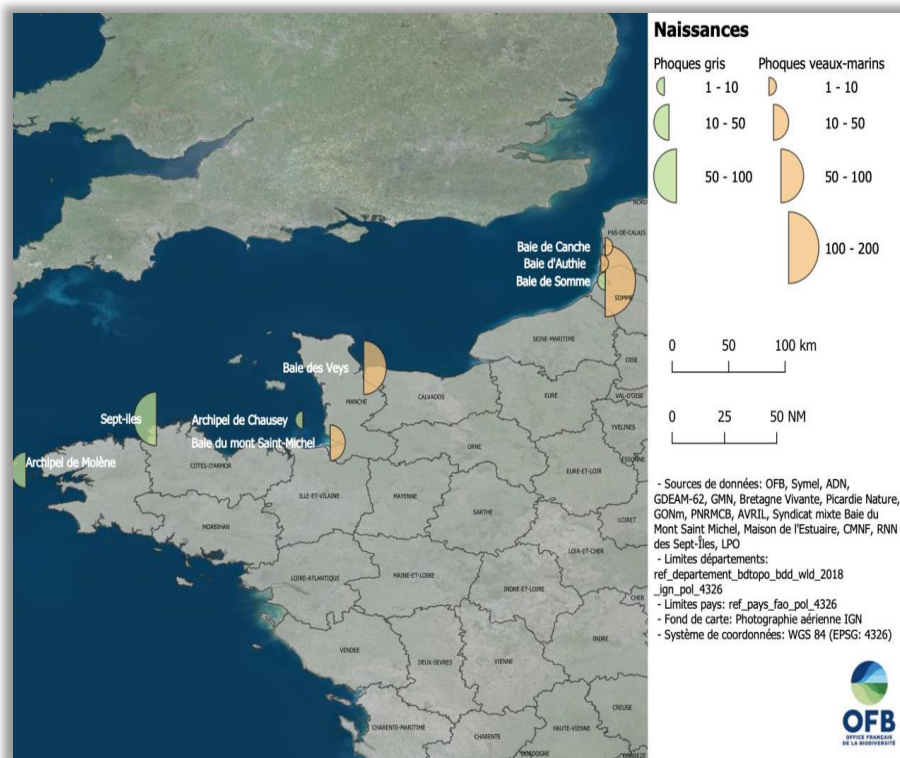 Naissances
Phoques gris
Phoques veaux-marins
1 - 10
1 - 10
10 - 50
10 - 50
50 - 100
50 - 100
100 - 200
0 50 100 km
0 25 50 NM
- Sources de données: OFB, Symel, ADN,
GDEAM-62, GMN, Bretagne Vivante, Picardie Nature,
GONm, PNRMCB, AVRIL, Syndicat mixte Baie du
Mont Saint Michel, Maison de l'Estuaire, CMNF, RNN
des Sept-Îles, LPO
- Limites départements:
ref_departement_bdtopo_bdd_wld_2018
_ign_pol_4326
- Limites pays: ref_pays_fao_pol_4326
- Fond de carte: Photographie aérienne IGN
- Système de coordonnées: WGS 84 (EPSG: 4326)
OFB
OFFICE FRANÇAIS
DE LA BIODIVERSITÉ
NORD
PAS-DE-CALAIS
Baie de Canche
Baie d'Authie
Baie de Somme
SOMME
SEINE-MARITIME
OISE
Baie des Veys
MANCHE
CALVADOS
EURE
VAL-D'OISE
Sept-iles
Archipel de Chausey
YVELINES
Baie du mont Saint-Michel
ORNE
ESSONNE
Archipel de Molène
COTES-D'ARMOR
EURE-ET-LOIR
ILLE-ET-VILAINE
MAYENNE
SARTHE
LOIRET
MORBIHAN
LOIR-ET-CHER
LOIRE-ATLANTIQUE
MAINE-ET-LOIRE
INDRE-ET-LOIRE
CHER
INDRE
VENDEE
DEUX-SEVRES
VIENNE
CREUSE
CHARENTE-MARITIME
CHARENTE
HAUTE-VIENNE
DORDOGNE
CORREZE